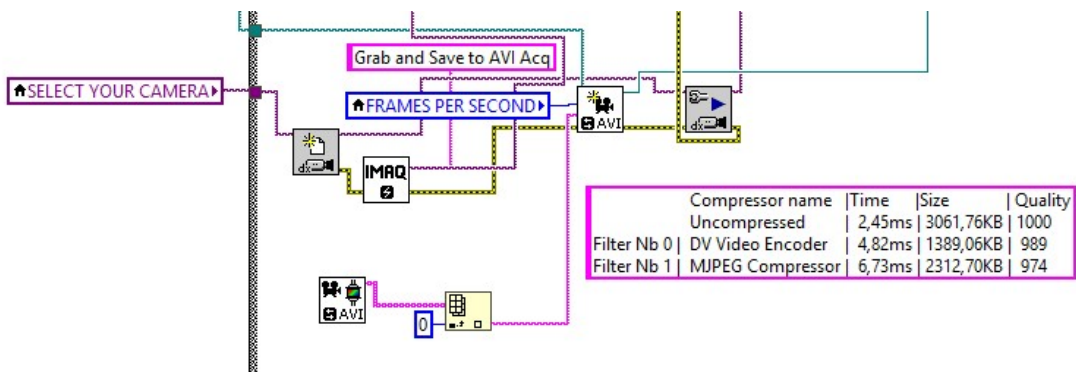 Grab and Save to AVI Acq
SELECT YOUR CAMERA
FRAMES PER SECOND
AVI
dx
dx
IMAQ
Compressor name |Time |Size | Quality
Uncompressed | 2,45ms | 3061,76KB | 1000
Filter Nb 0 | DV Video Encoder | 4,82ms | 1389,06KB | 989
Filter Nb 1 | MJPEG Compressor | 6,73ms | 2312,70KB | 974
AVI
0